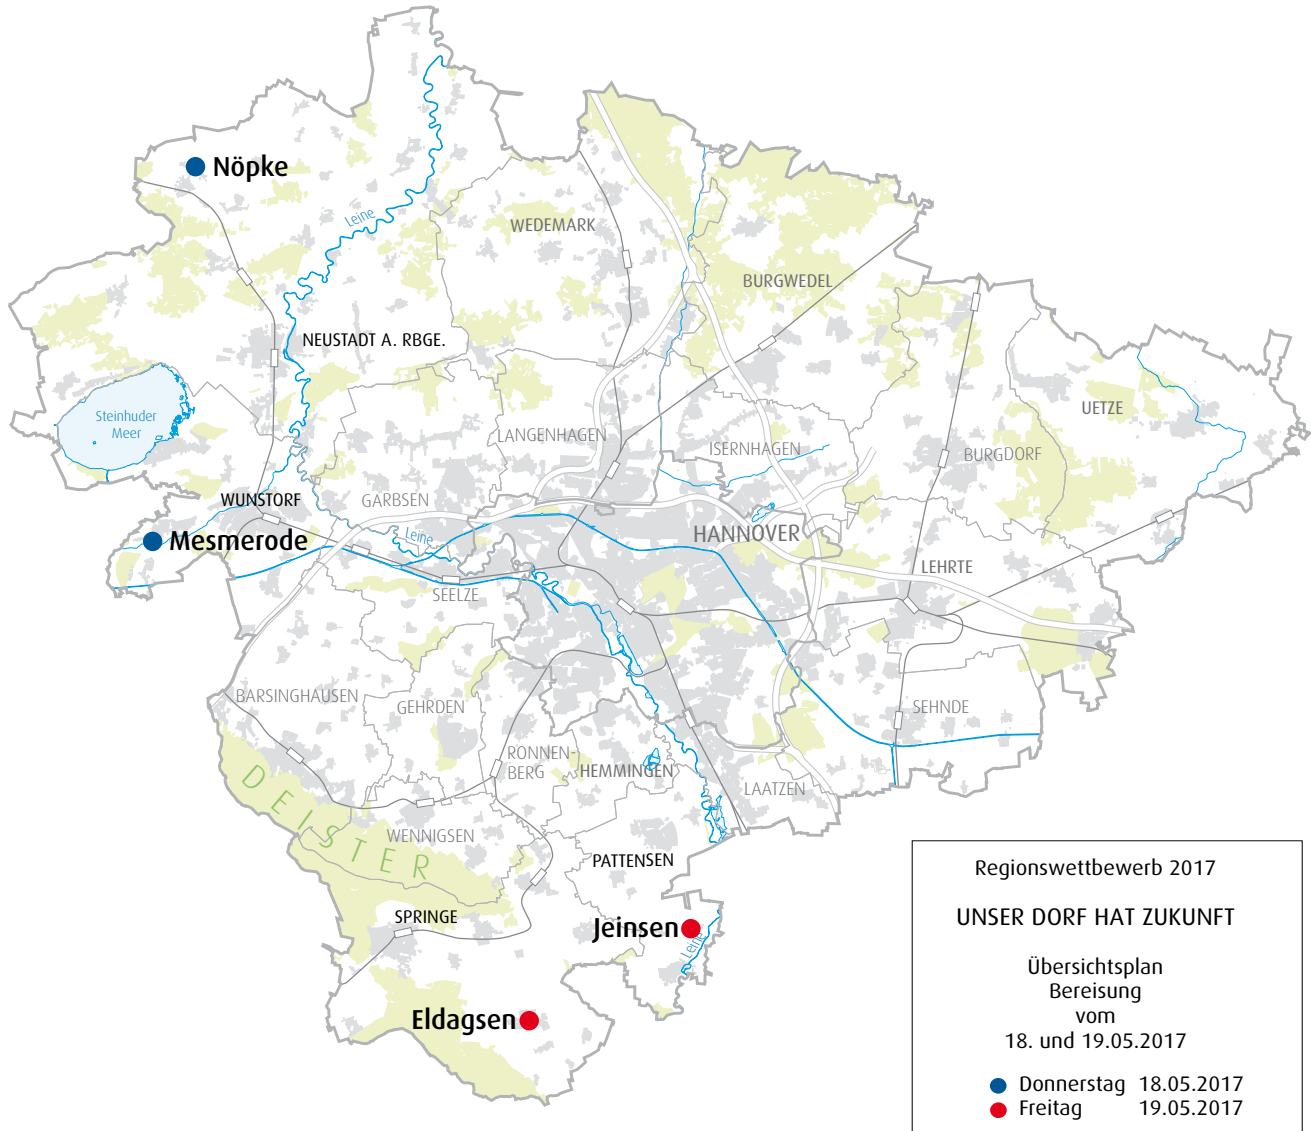 Nöpke
Leine
WEDEMARK
BURGWEDEL
NEUSTADT A. RBGE.
Steinhuder
Meer
UETZE
LANGENHAGEN
ISERNHAGEN
BURGDORF
WUNSTORF
GARBSEN
Mesmerode
Leine
HANNOVER
LEHRTE
SEELZE
BARSINGHAUSEN
GEHRDEN
SEHNDE
RONNEN-
BERG
HEMMINGEN
LAATZEN
DEISTER
WENNIGSEN
PATTENSEN
SPRINGE
Jeinsen
Leine
Eldagsen
Regionswettbewerb 2017
UNSER DORF HAT ZUKUNFT
Übersichtsplan
Bereisung
vom
18. und 19.05.2017
Donnerstag 18.05.2017
Freitag 19.05.2017